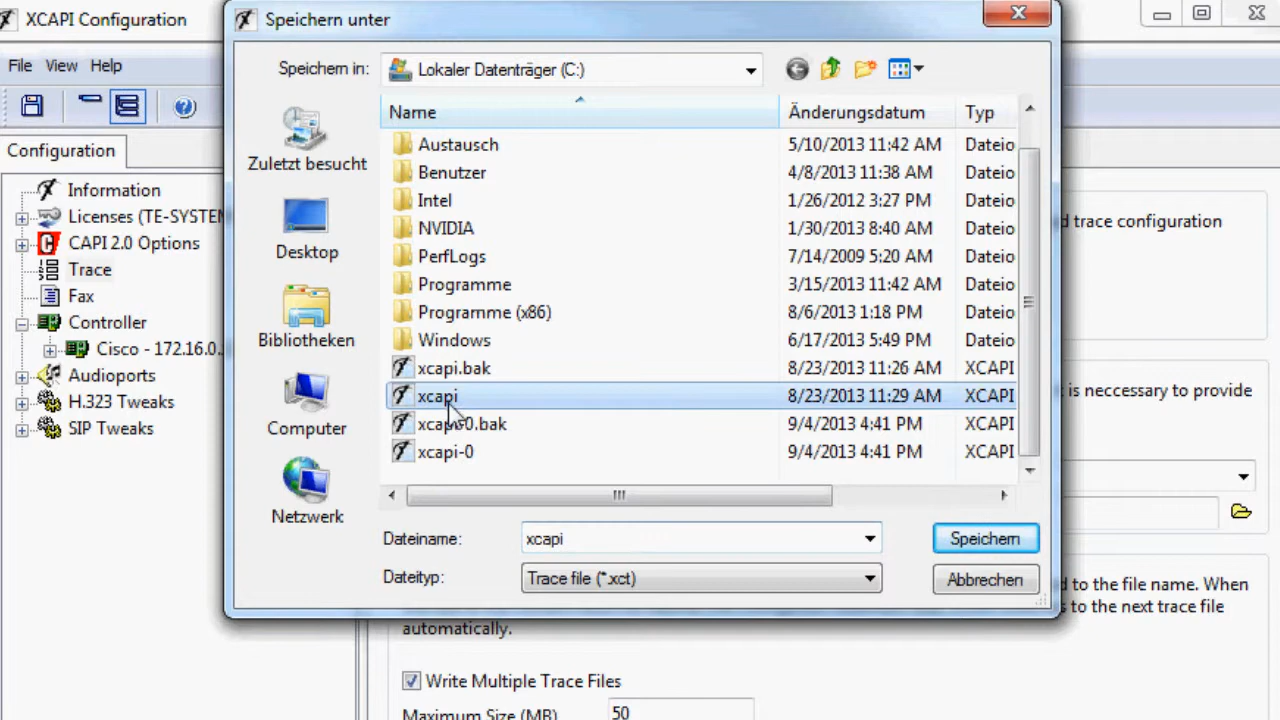 XCAPI Configuration
Speichern unter
File View Help
Speichern in: Lokaler Datenträger (C:)
Configuration
Information
Licenses (TE-SYSTEM
CAPI 2.0 Options
Trace
Fax
Controller
Cisco - 172.16.0..
Audioports
H.323 Tweaks
SIP Tweaks
Zuletzt besucht
Desktop
Bibliotheken
Computer
Netzwerk
Name Änderungsdatum Typ
Austausch 5/10/2013 11:42 AM Dateio
Benutzer 4/8/2013 11:38 AM Dateio
Intel 1/26/2012 3:27 PM Dateio
NVIDIA 1/30/2013 8:40 AM Dateio
PerfLogs 7/14/2009 5:20 AM Dateio
Programme 3/15/2013 11:42 AM Dateio
Programme (x86) 8/6/2013 1:18 PM Dateio
Windows 6/17/2013 5:49 PM Dateio
xcapi.bak 8/23/2013 11:26 AM XCAPI
xcapi 8/23/2013 11:29 AM XCAPI
xcapi-0.bak 9/4/2013 4:41 PM XCAPI
xcapi-0 9/4/2013 4:41 PM XCAPI
Dateiname: xcapi Speichern
Dateityp: Trace file (*.xct) Abbrechen
d trace configuration
t is neccessary to provide
d to the file name. When
s to the next trace file
automatically.
Write Multiple Trace Files
Maximum Size (MB) 50